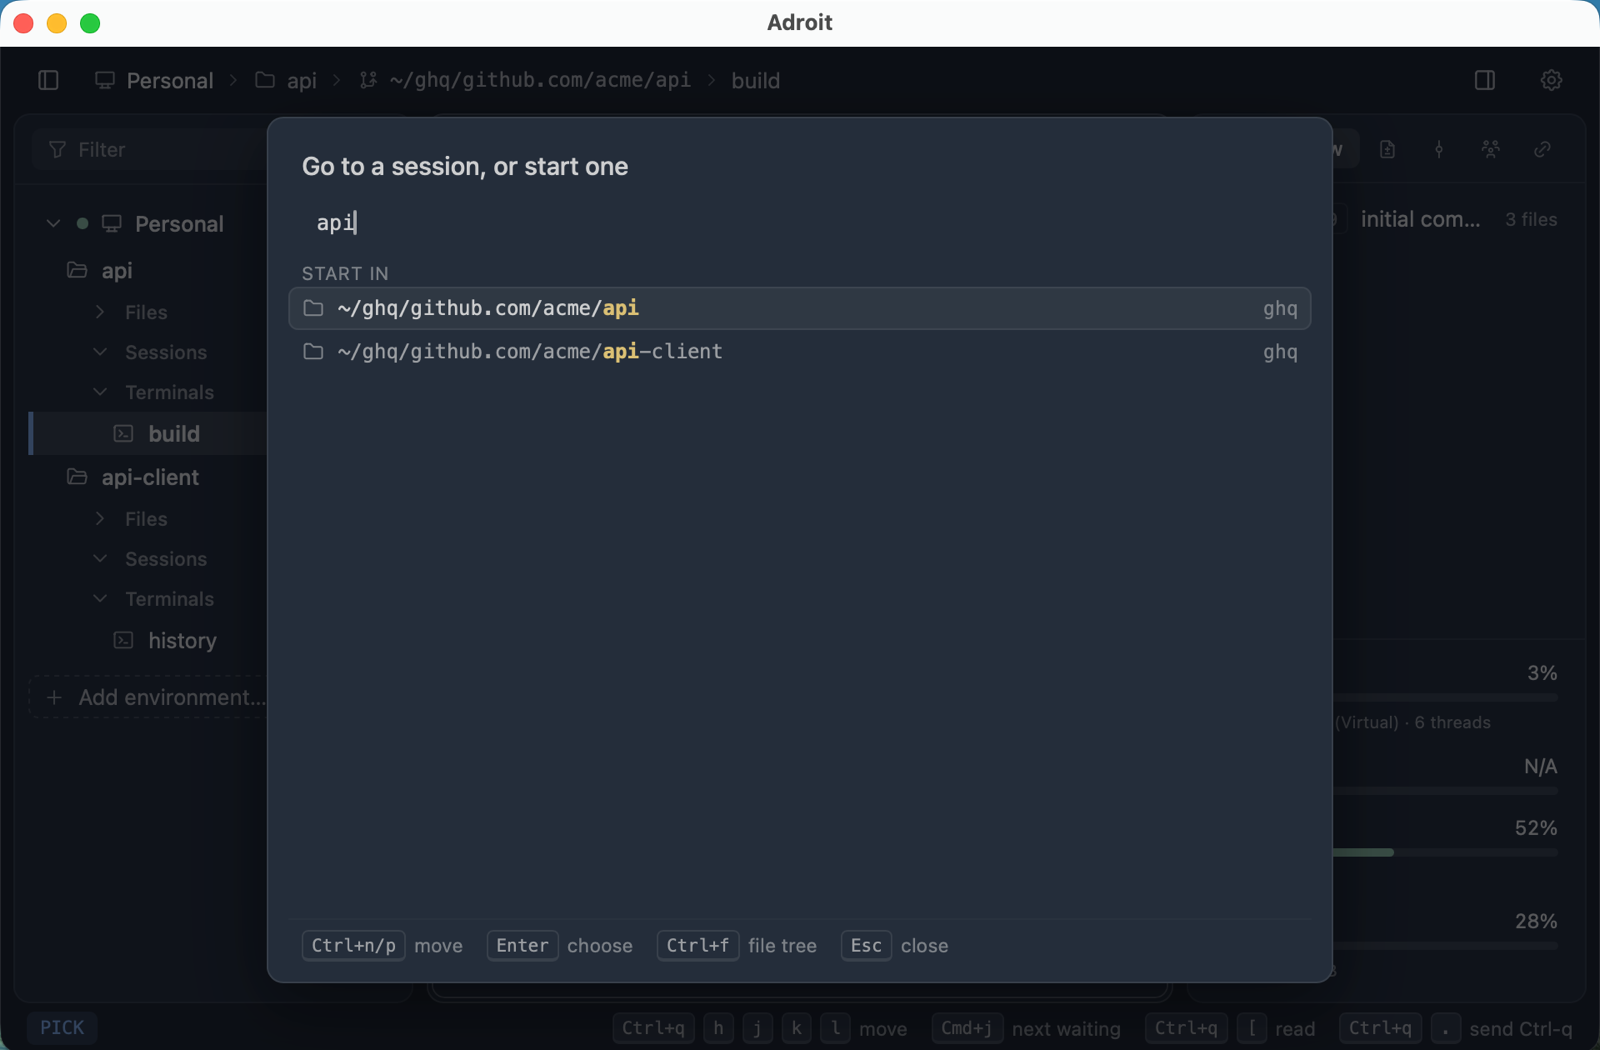 Adroit
Personal > api > ~/ghq/github.com/acme/api > build
Filter
Go to a session, or start one
api
START IN
~/ghq/github.com/acme/api ghq
~/ghq/github.com/acme/api-client ghq
Personal
api
Files
Sessions
Terminals
build
api-client
Files
Sessions
Terminals
history
+ Add environment...
initial com... 3 files
3%
(Virtual) · 6 threads
N/A
52%
28%
Ctrl+n/p move Enter choose Ctrl+f file tree Esc close
PICK Ctrl+q h j k l move Cmd+j next waiting Ctrl+q [ read Ctrl+q . send Ctrl-q